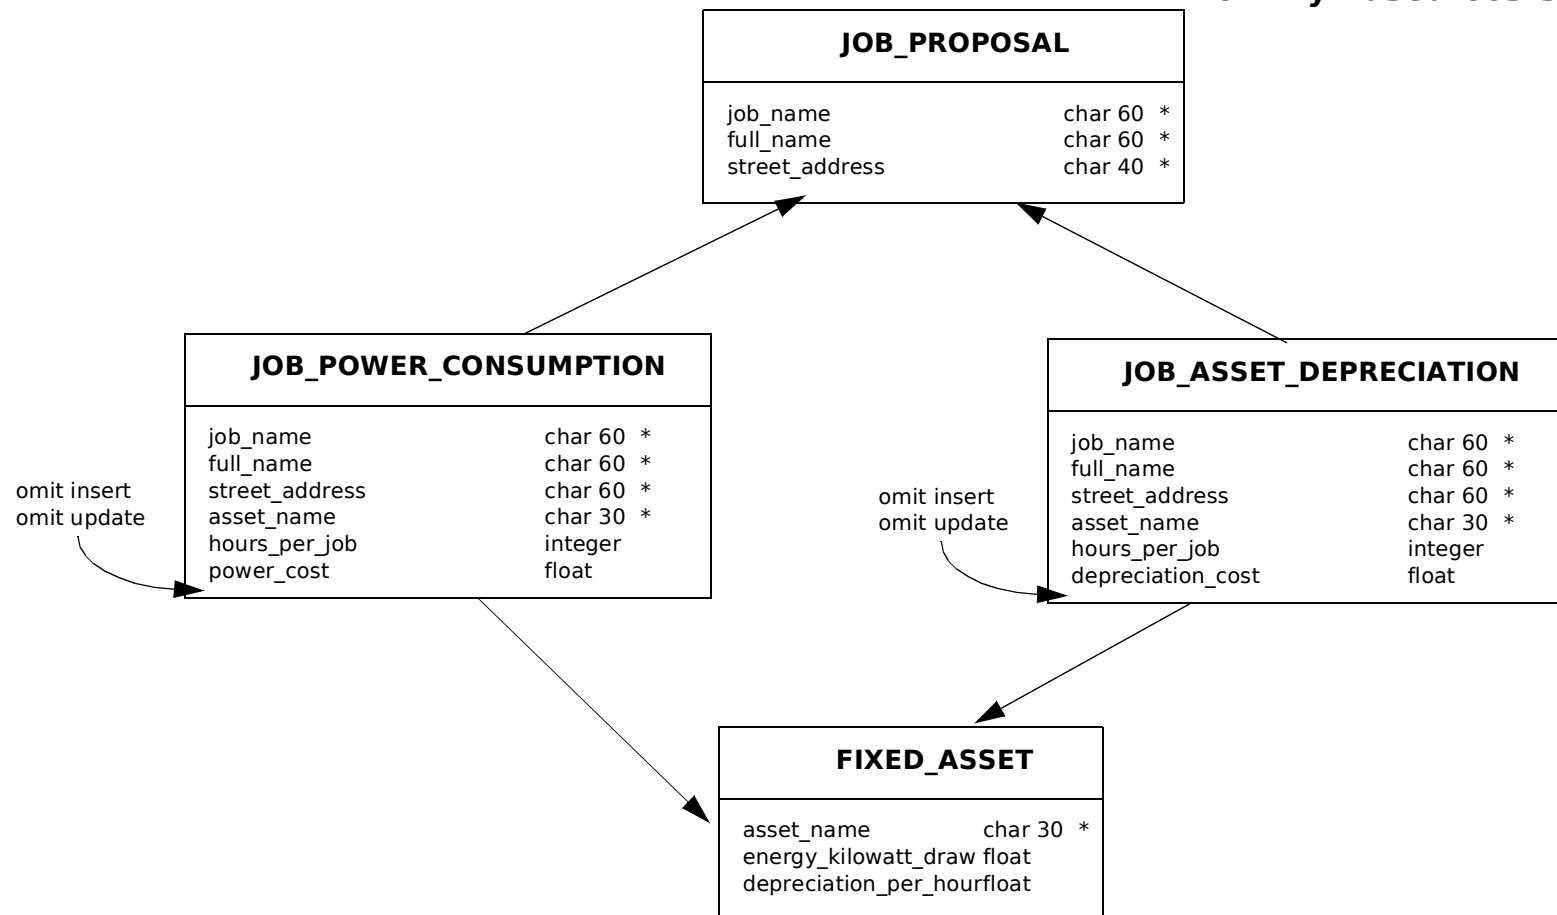 JOB_PROPOSAL
job_name char 60 *
full_name char 60 *
street_address char 40 *
JOB_POWER_CONSUMPTION
job_name char 60 *
full_name char 60 *
street_address char 60 *
asset_name char 30 *
hours_per_job integer
power_cost float
omit insert
omit update
JOB_ASSET_DEPRECIATION
job_name char 60 *
full_name char 60 *
street_address char 60 *
asset_name char 30 *
hours_per_job integer
depreciation_cost float
omit insert
omit update
FIXED_ASSET
asset_name char 30 *
energy_kilowatt_draw float
depreciation_per_hourfloat